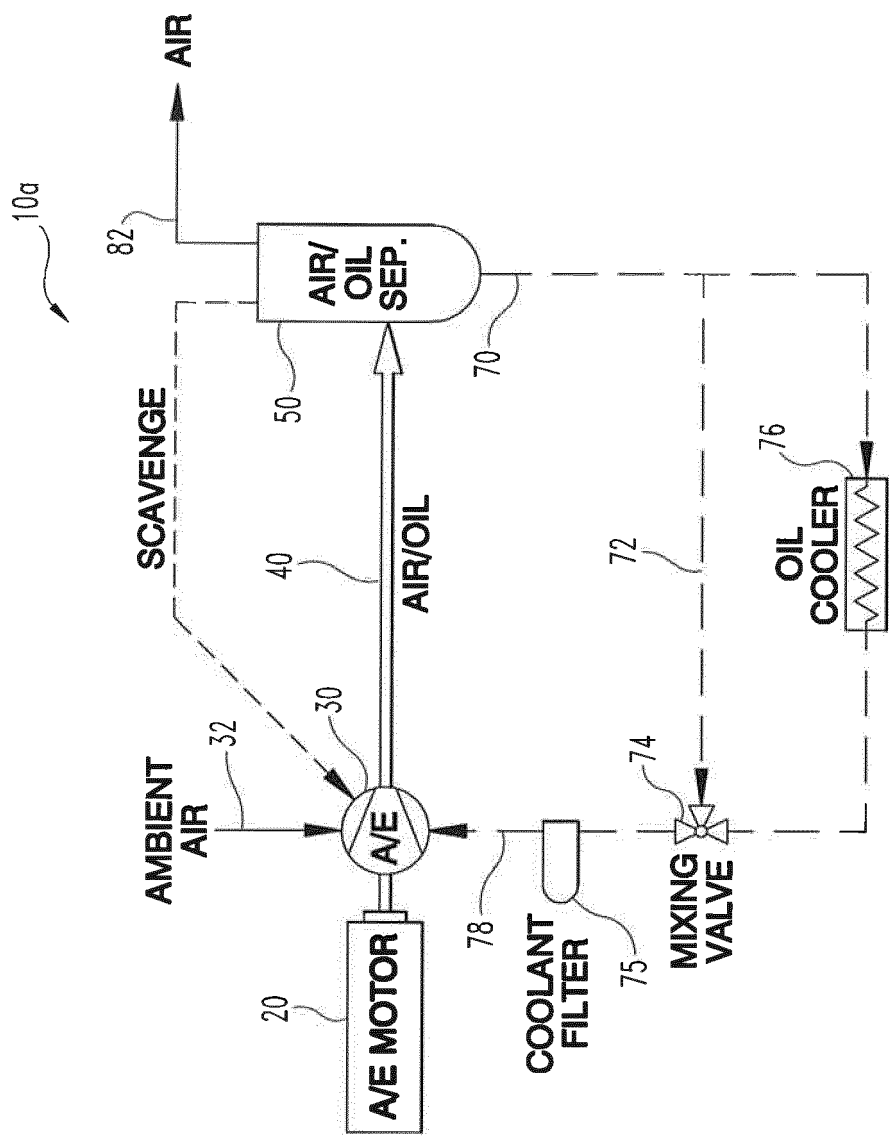 10a
82
AIR
SCAVENGE
AIR/
OIL
SEP.
50
AMBIENT
AIR
32
30
40
AIR/OIL
70
20
A/E MOTOR
A/E
78
COOLANT
FILTER
75
MIXING
VALVE
74
72
OIL
COOLER
76